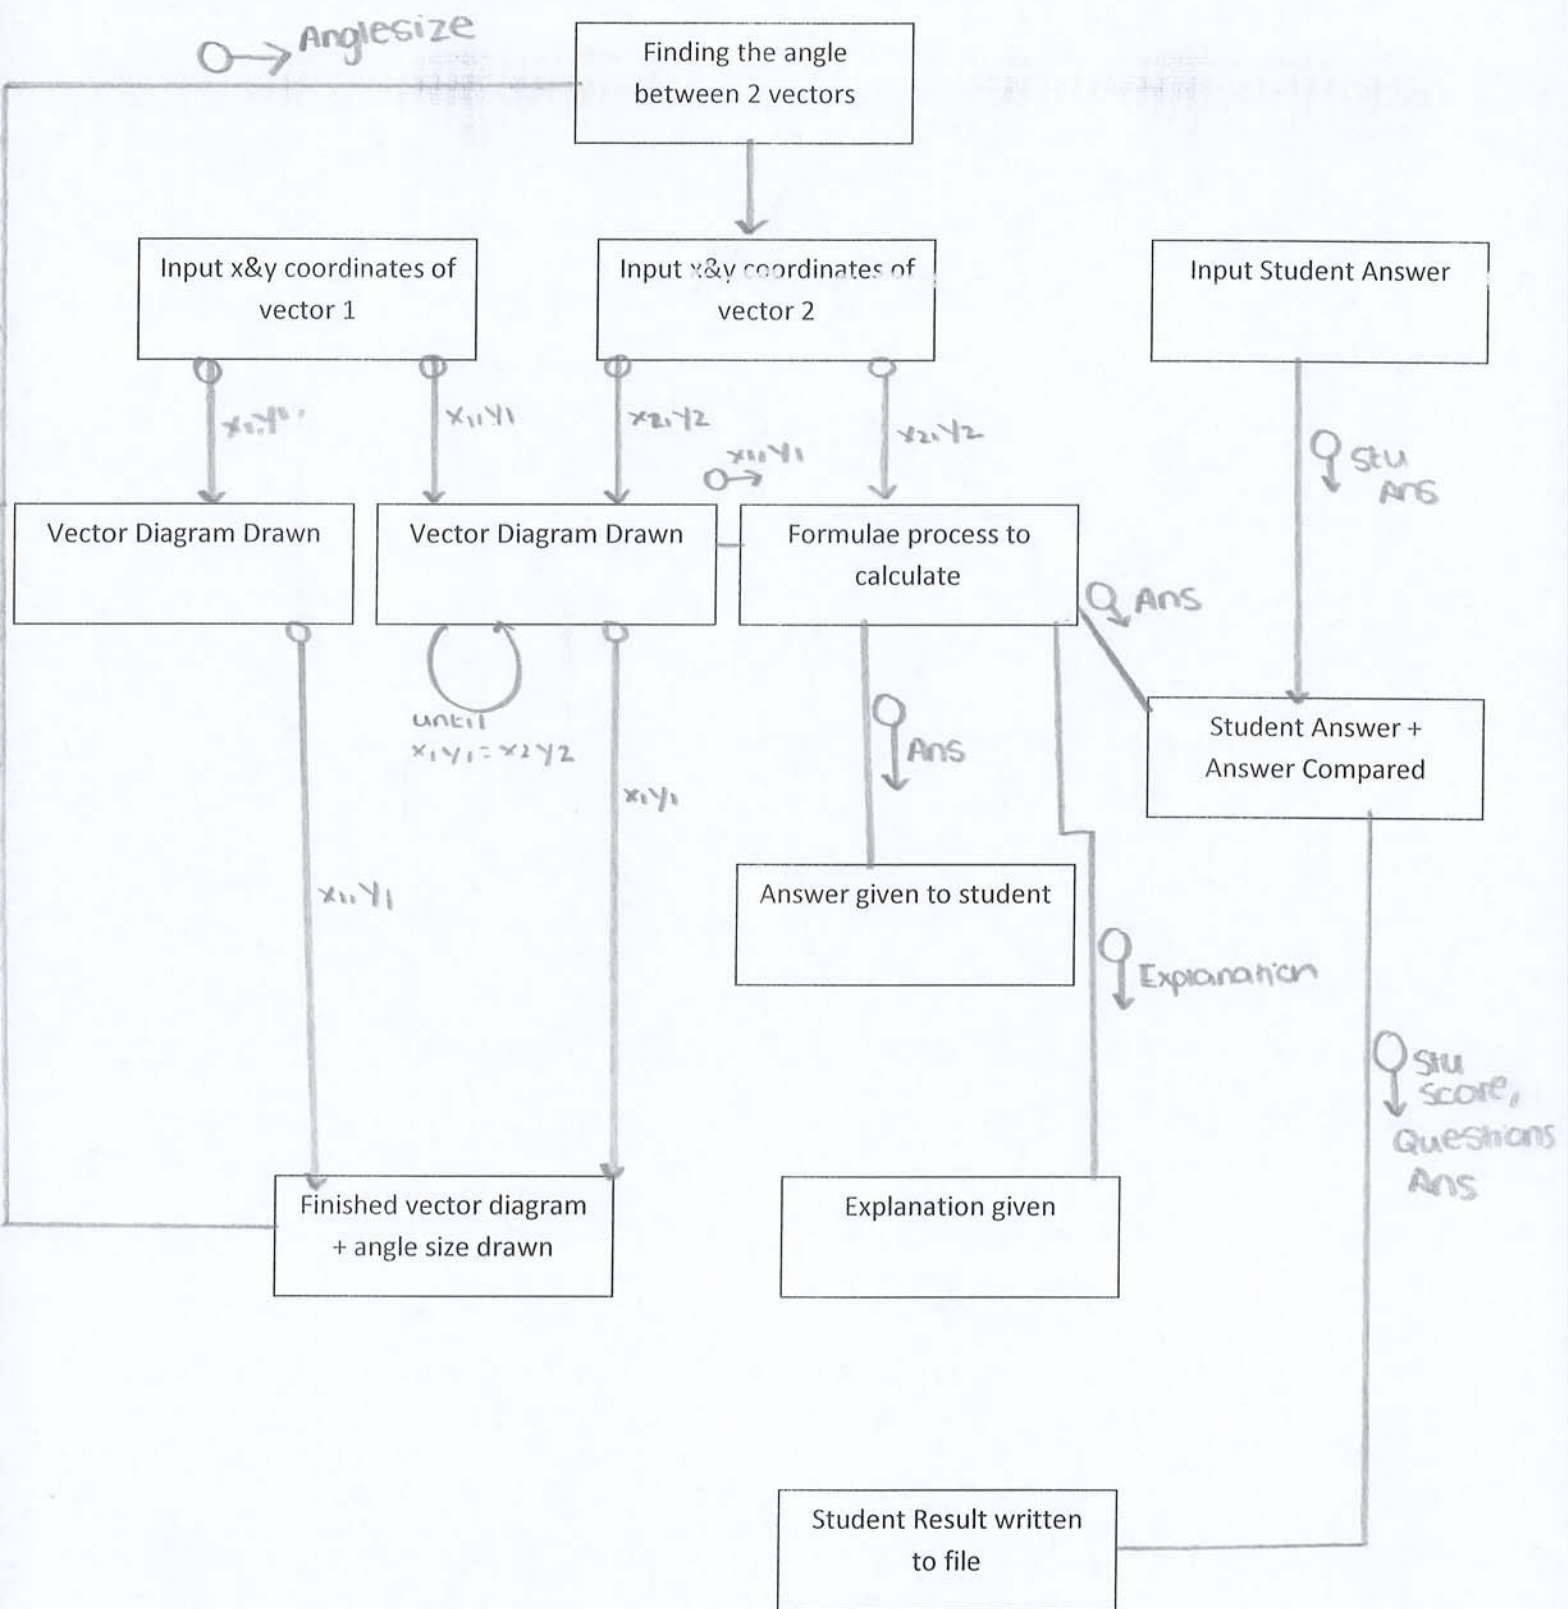 Anglesize
Finding the angle
between 2 vectors
Input x&y coordinates of
vector 1
Input x&y coordinates of
vector 2
Input Student Answer
x1,y1
x1,y1
x2,y2
x2,y2
x1,y1
Stu
Ans
Vector Diagram Drawn
Vector Diagram Drawn
Formulae process to
calculate
Ans
until
x1y1=x2y2
Ans
Student Answer +
Answer Compared
x1y1
x1,y1
Answer given to student
Explanation
Stu
Score,
Questions
Ans
Finished vector diagram
+ angle size drawn
Explanation given
Student Result written
to file